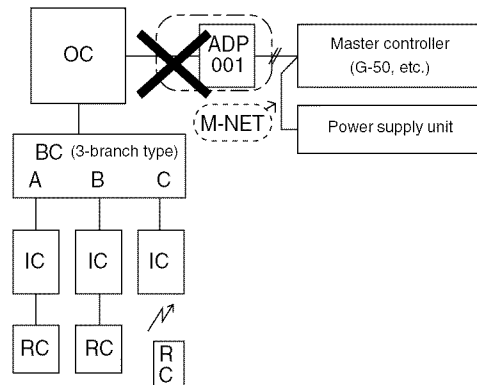 OC
ADP
001
Master controller
(G-50, etc.)
M-NET
Power supply unit
BC (3-branch type)
A B C
IC IC IC
RC RC R
C